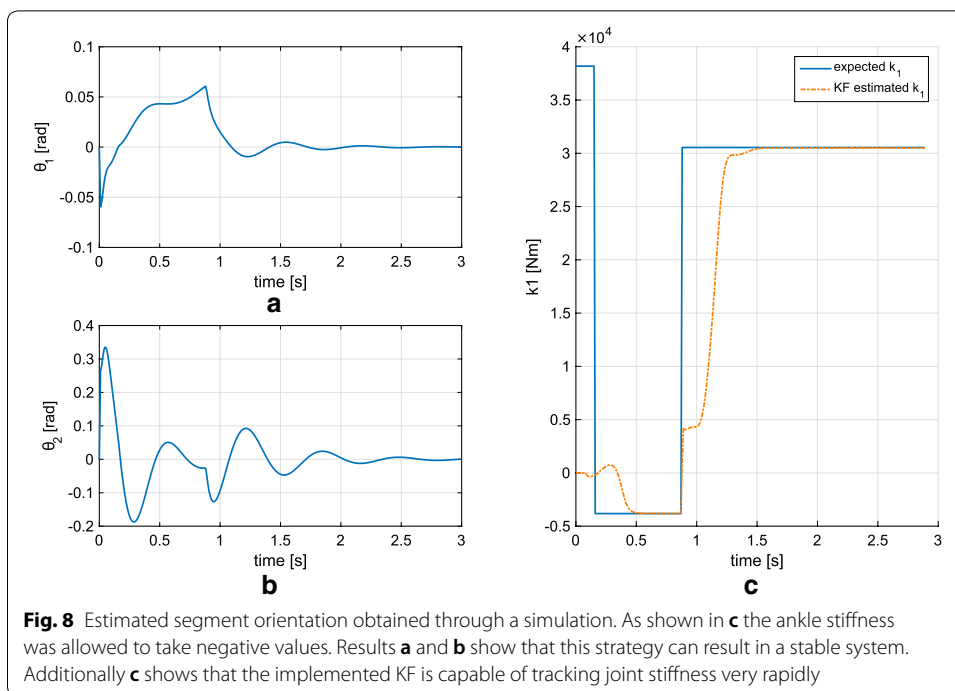 0.1
0.05
0
-0.05
-0.1
θ_1 [rad]
0 0.5 1 1.5 2 2.5 3
time [s]
a
0.4
0.3
0.2
0.1
0
-0.1
-0.2
θ_2 [rad]
0 0.5 1 1.5 2 2.5 3
time [s]
b
×10^4
4
3.5
3
2.5
2
1.5
1
0.5
0
-0.5
k1 [Nm]
expected k_1
KF estimated k_1
0 0.5 1 1.5 2 2.5 3
time [s]
c
Fig. 8 Estimated segment orientation obtained through a simulation. As shown in c the ankle stiffness
was allowed to take negative values. Results a and b show that this strategy can result in a stable system.
Additionally c shows that the implemented KF is capable of tracking joint stiffness very rapidly